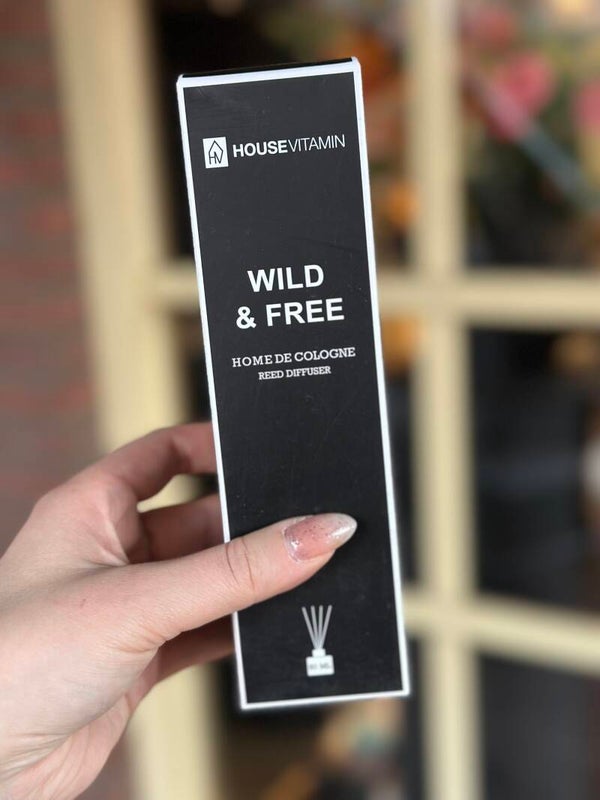 HV HOUSEVITAMIN
WILD
& FREE
HOME DE COLOGNE
REED DIFFUSER